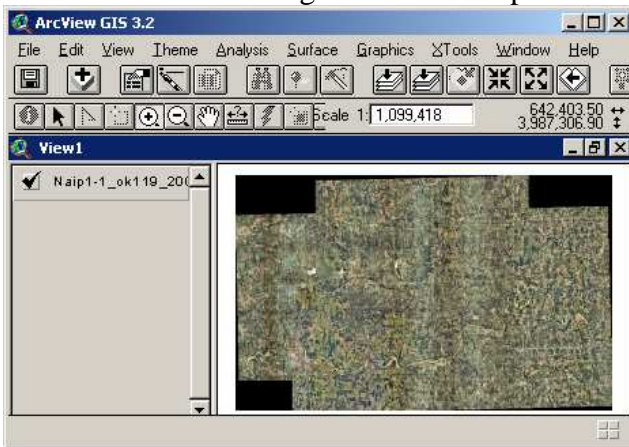 ArcView GIS 3.2
File Edit View Theme Analysis Surface Graphics XTools Window Help
Scale 1: 1,099,418 642,403.50
3,987,306.90
View1
Naip1-1_ok119_20